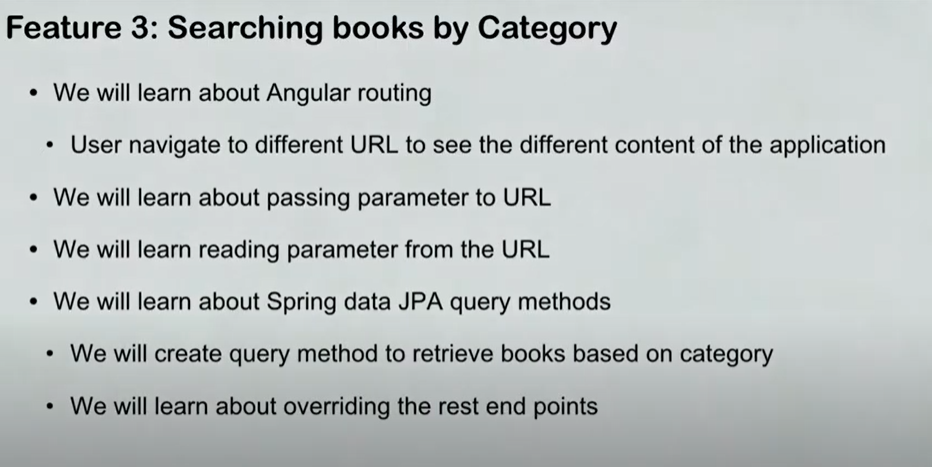 Feature 3: Searching books by Category
• We will learn about Angular routing
• User navigate to different URL to see the different content of the application
• We will learn about passing parameter to URL
• We will learn reading parameter from the URL
• We will learn about Spring data JPA query methods
• We will create query method to retrieve books based on category
• We will learn about overriding the rest end points